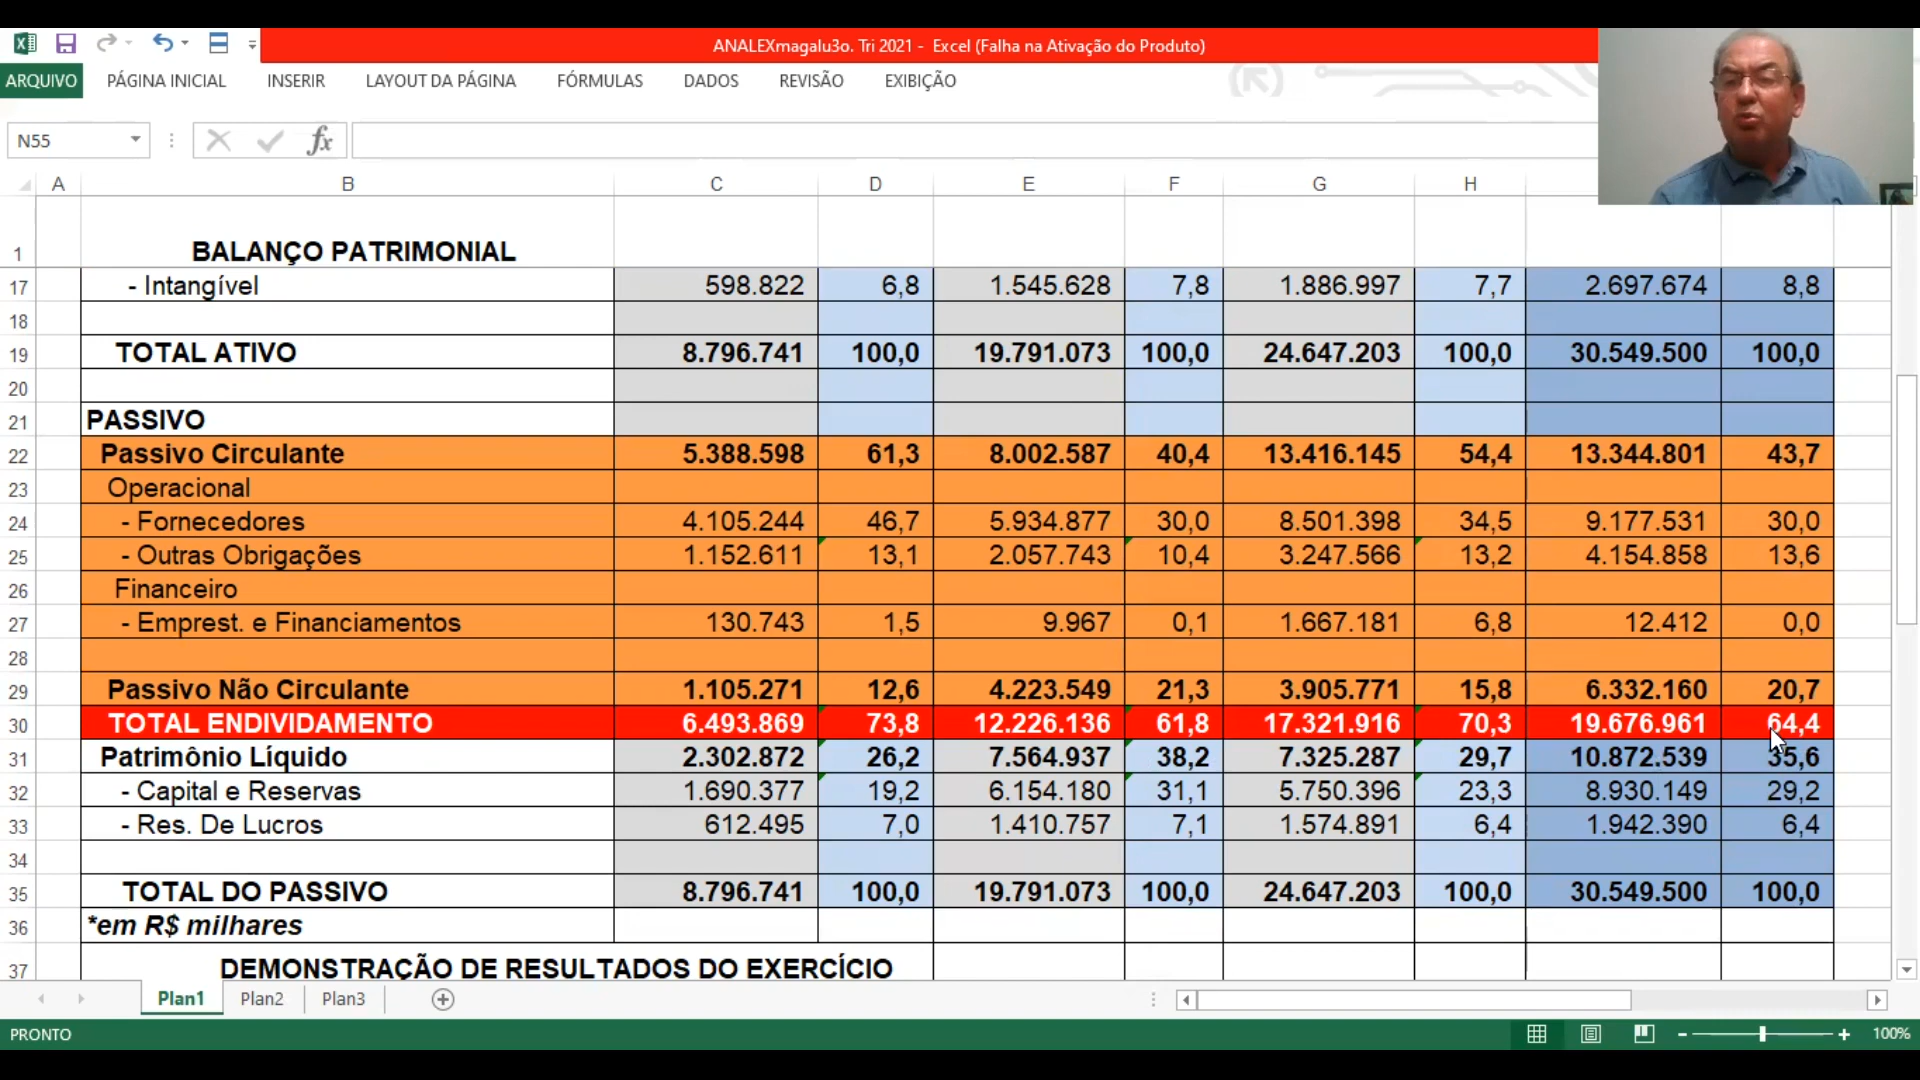 ANALEXmagalu3o. Tri 2021 -  Excel (Falha na Ativação do Produto)
ARQUIVO PÁGINA INICIAL INSERIR LAYOUT DA PÁGINA FÓRMULAS DADOS REVISÃO EXIBIÇÃO
N55 fx
A B C D E F G H
1 BALANÇO PATRIMONIAL
17 - Intangível 598.822 6,8 1.545.628 7,8 1.886.997 7,7 2.697.674 8,8
18
19 TOTAL ATIVO 8.796.741 100,0 19.791.073 100,0 24.647.203 100,0 30.549.500 100,0
20
21 PASSIVO
22 Passivo Circulante 5.388.598 61,3 8.002.587 40,4 13.416.145 54,4 13.344.801 43,7
23 Operacional
24 - Fornecedores 4.105.244 46,7 5.934.877 30,0 8.501.398 34,5 9.177.531 30,0
25 - Outras Obrigações 1.152.611 13,1 2.057.743 10,4 3.247.566 13,2 4.154.858 13,6
26 Financeiro
27 - Emprest. e Financiamentos 130.743 1,5 9.967 0,1 1.667.181 6,8 12.412 0,0
28
29 Passivo Não Circulante 1.105.271 12,6 4.223.549 21,3 3.905.771 15,8 6.332.160 20,7
30 TOTAL ENDIVIDAMENTO 6.493.869 73,8 12.226.136 61,8 17.321.916 70,3 19.676.961 64,4
31 Patrimônio Líquido 2.302.872 26,2 7.564.937 38,2 7.325.287 29,7 10.872.539 35,6
32 - Capital e Reservas 1.690.377 19,2 6.154.180 31,1 5.750.396 23,3 8.930.149 29,2
33 - Res. De Lucros 612.495 7,0 1.410.757 7,1 1.574.891 6,4 1.942.390 6,4
34
35 TOTAL DO PASSIVO 8.796.741 100,0 19.791.073 100,0 24.647.203 100,0 30.549.500 100,0
36 *em R$ milhares
37 DEMONSTRAÇÃO DE RESULTADOS DO EXERCÍCIO
Plan1 Plan2 Plan3
PRONTO 100%